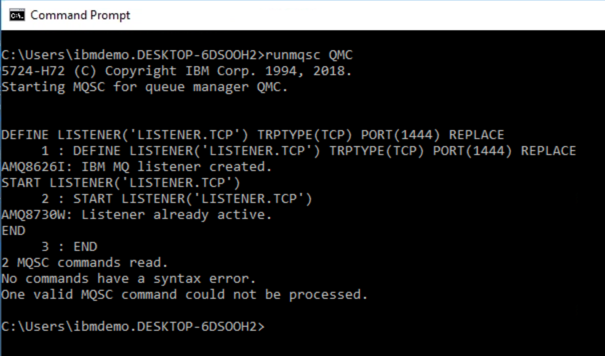 Command Prompt
C:\Users\ibmdemo.DESKTOP-6DSOOH2>runmqsc QMC
5724-H72 (C) Copyright IBM Corp. 1994, 2018.
Starting MQSC for queue manager QMC.
DEFINE LISTENER('LISTENER.TCP') TRPTYPE(TCP) PORT(1444) REPLACE
1 : DEFINE LISTENER('LISTENER.TCP') TRPTYPE(TCP) PORT(1444) REPLACE
AMQ8626I: IBM MQ listener created.
START LISTENER('LISTENER.TCP')
2 : START LISTENER('LISTENER.TCP')
AMQ8730W: Listener already active.
END
3 : END
2 MQSC commands read.
No commands have a syntax error.
One valid MQSC command could not be processed.
C:\Users\ibmdemo.DESKTOP-6DSOOH2>